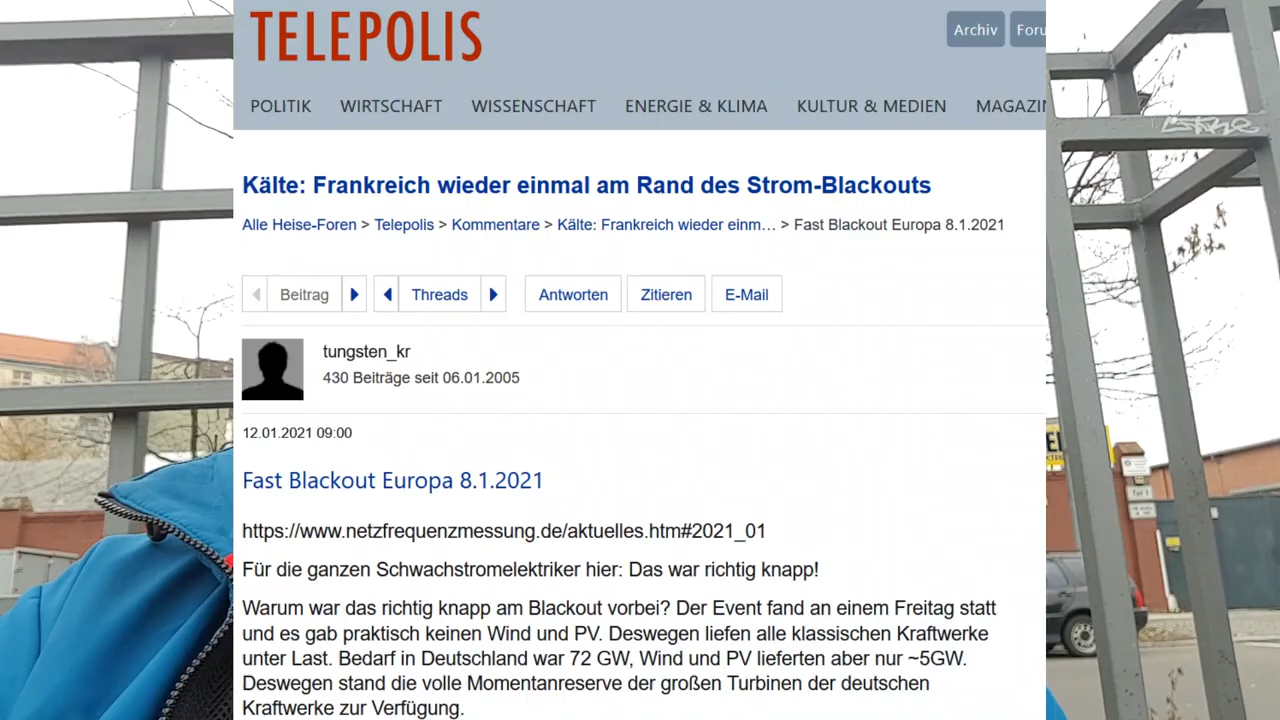 TELEPOLIS
Archiv
Foru
POLITIK WIRTSCHAFT WISSENSCHAFT ENERGIE & KLIMA KULTUR & MEDIEN MAGAZIN
Kälte: Frankreich wieder einmal am Rand des Strom-Blackouts
Alle Heise-Foren > Telepolis > Kommentare > Kälte: Frankreich wieder einm… > Fast Blackout Europa 8.1.2021
Beitrag Threads Antworten Zitieren E-Mail
tungsten_kr
430 Beiträge seit 06.01.2005
12.01.2021 09:00
Fast Blackout Europa 8.1.2021
https://www.netzfrequenzmessung.de/aktuelles.htm#2021_01
Für die ganzen Schwachstromelektriker hier: Das war richtig knapp!
Warum war das richtig knapp am Blackout vorbei? Der Event fand an einem Freitag statt
und es gab praktisch keinen Wind und PV. Deswegen liefen alle klassischen Kraftwerke
unter Last. Bedarf in Deutschland war 72 GW, Wind und PV lieferten aber nur ~5GW.
Deswegen stand die volle Momentanreserve der großen Turbinen der deutschen
Kraftwerke zur Verfügung.